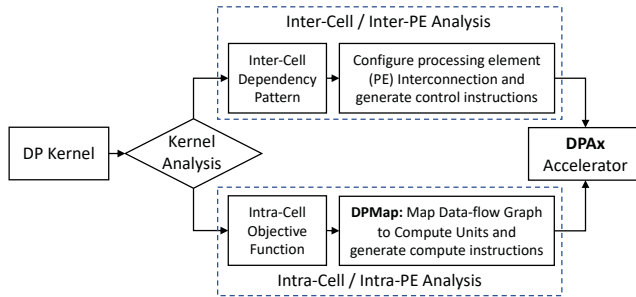 Inter-Cell / Inter-PE Analysis
Inter-Cell
Dependency
Pattern
Configure processing element
(PE) Interconnection and
generate control instructions
DP Kernel
Kernel
Analysis
DPAx
Accelerator
Intra-Cell
Objective
Function
DPMap: Map Data-flow Graph
to Compute Units and
generate compute instructions
Intra-Cell / Intra-PE Analysis